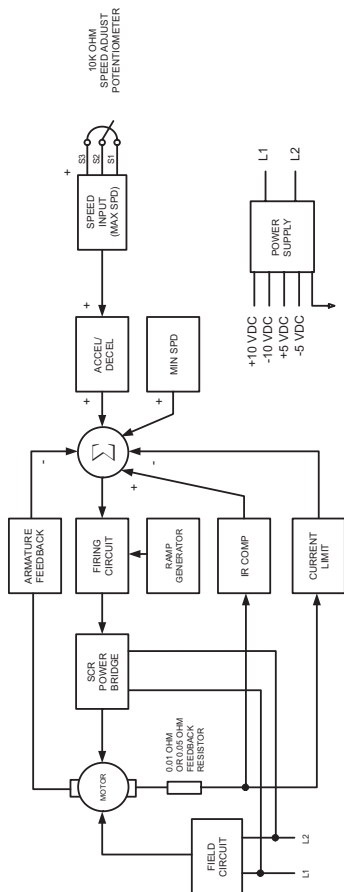 10K OHM
SPEED ADJUST
POTENTIOMETER
S3
S2
S1
+
SPEED
INPUT
(MAX SPD)
+
ACCEL/
DECEL
+
MIN SPD
+
Σ
-
ARMATURE
FEEDBACK
FIRING
CIRCUIT
RAMP
GENERATOR
+
IR COMP
-
CURRENT
LIMIT
SCR
POWER
BRIDGE
MOTOR
0.01 OHM
OR 0.05 OHM
FEEDBACK
RESISTOR
FIELD
CIRCUIT
L1
L2
POWER
SUPPLY
L1
L2
+10 VDC
-10 VDC
+5 VDC
-5 VDC